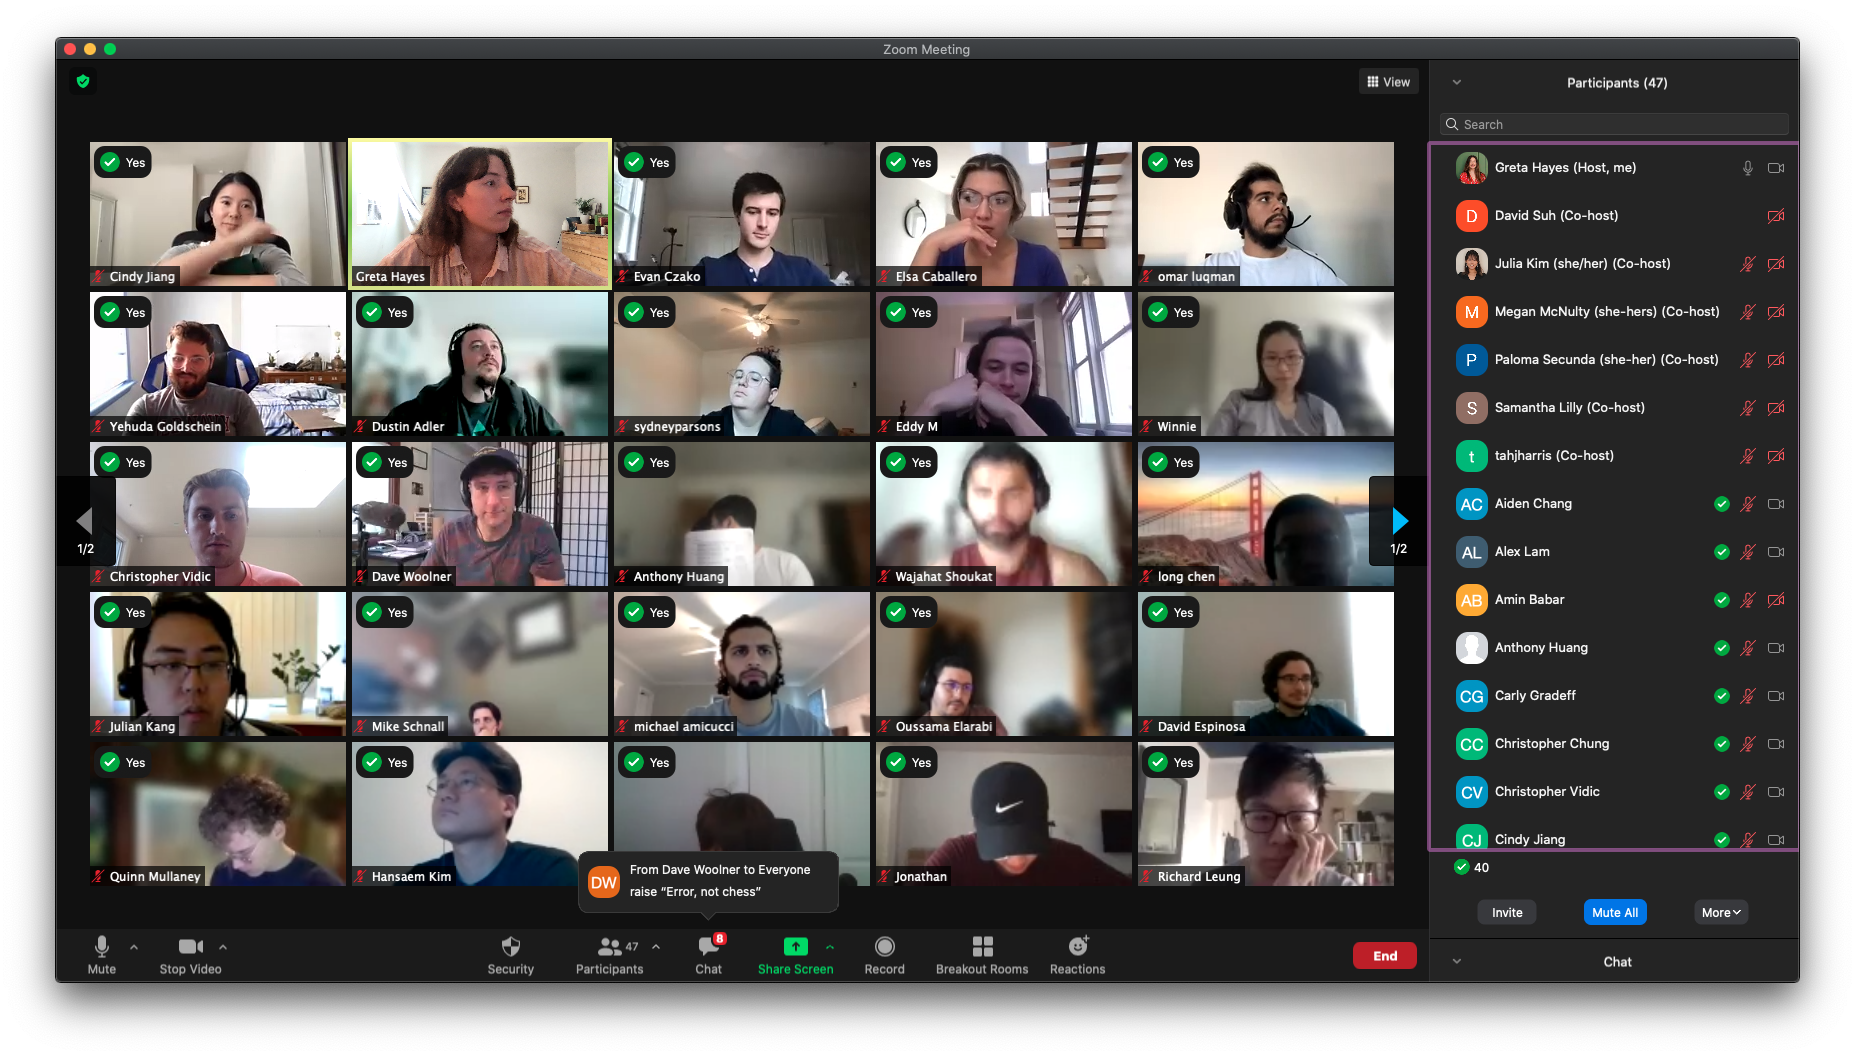 Zoom Meeting
View
Participants (47)
Search
Yes
Cindy Jiang
Greta Hayes
Yes
Evan Czako
Yes
Elsa Caballero
Yes
omar luqman
Yes
Yehuda Goldschein
Yes
Dustin Adler
Yes
sydneyparsons
Yes
Eddy M
Yes
Winnie
Yes
Christopher Vidic
Yes
Dave Woolner
Yes
Anthony Huang
Yes
Wajahat Shoukat
Yes
long chen
1/2
1/2
Yes
Julian Kang
Yes
Mike Schnall
Yes
michael amicucci
Yes
Oussama Elarabi
Yes
David Espinosa
Yes
Quinn Mullaney
Yes
Hansaem Kim
Yes
Yes
Jonathan
Yes
Richard Leung
DW
From Dave Woolner to Everyone
raise “Error, not chess”
Greta Hayes (Host, me)
D David Suh (Co-host)
Julia Kim (she/her) (Co-host)
M Megan McNulty (she-hers) (Co-host)
P Paloma Secunda (she-her) (Co-host)
S Samantha Lilly (Co-host)
t tahjharris (Co-host)
AC Aiden Chang
AL Alex Lam
AB Amin Babar
Anthony Huang
CG Carly Gradeff
CC Christopher Chung
CV Christopher Vidic
CJ Cindy Jiang
40
Invite
Mute All
More
Chat
Mute
Stop Video
Security
47
Participants
8
Chat
Share Screen
Record
Breakout Rooms
Reactions
End